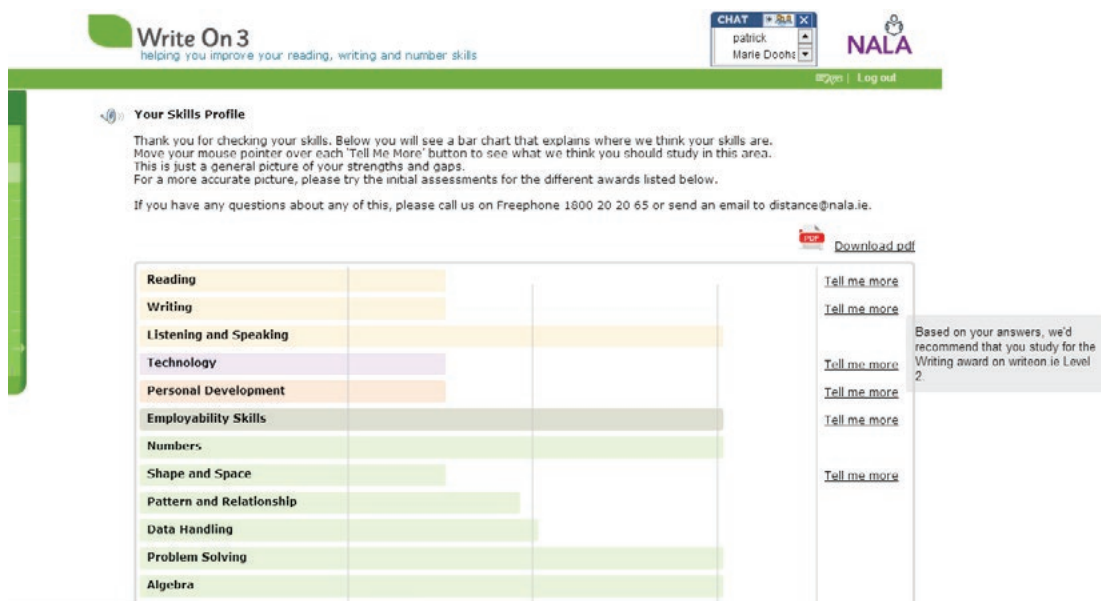 Write On 3
helping you improve your reading, writing and number skills
CHAT
patrick
Marie Dooha
NALA
Log out
Your Skills Profile
Thank you for checking your skills. Below you will see a bar chart that explains where we think your skills are.
Move your mouse pointer over each 'Tell Me More' button to see what we think you should study in this area.
This is just a general picture of your strengths and gaps.
For a more accurate picture, please try the initial assessments for the different awards listed below.
If you have any questions about any of this, please call us on Freephone 1800 20 20 65 or send an email to distance@nala.ie.
PDF Download pdf
Reading Tell me more
Writing Tell me more
Based on your answers, we'd
recommend that you study for the
Writing award on writeon.ie Level
2.
Listening and Speaking
Technology Tell me more
Personal Development Tell me more
Employability Skills Tell me more
Numbers
Shape and Space Tell me more
Pattern and Relationship
Data Handling
Problem Solving
Algebra